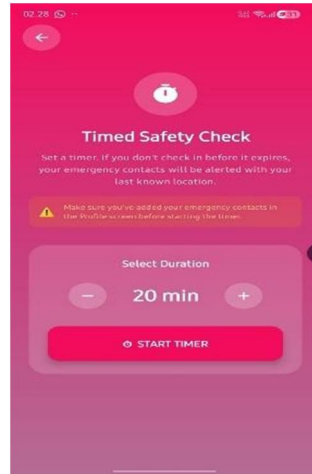 02.28
Timed Safety Check
Set a timer. If you don't check in before it expires,
your emergency contacts will be alerted with your
last known location.
Make sure you've added your emergency contacts in
the Profile screen before starting the timer.
Select Duration
− 20 min +
START TIMER